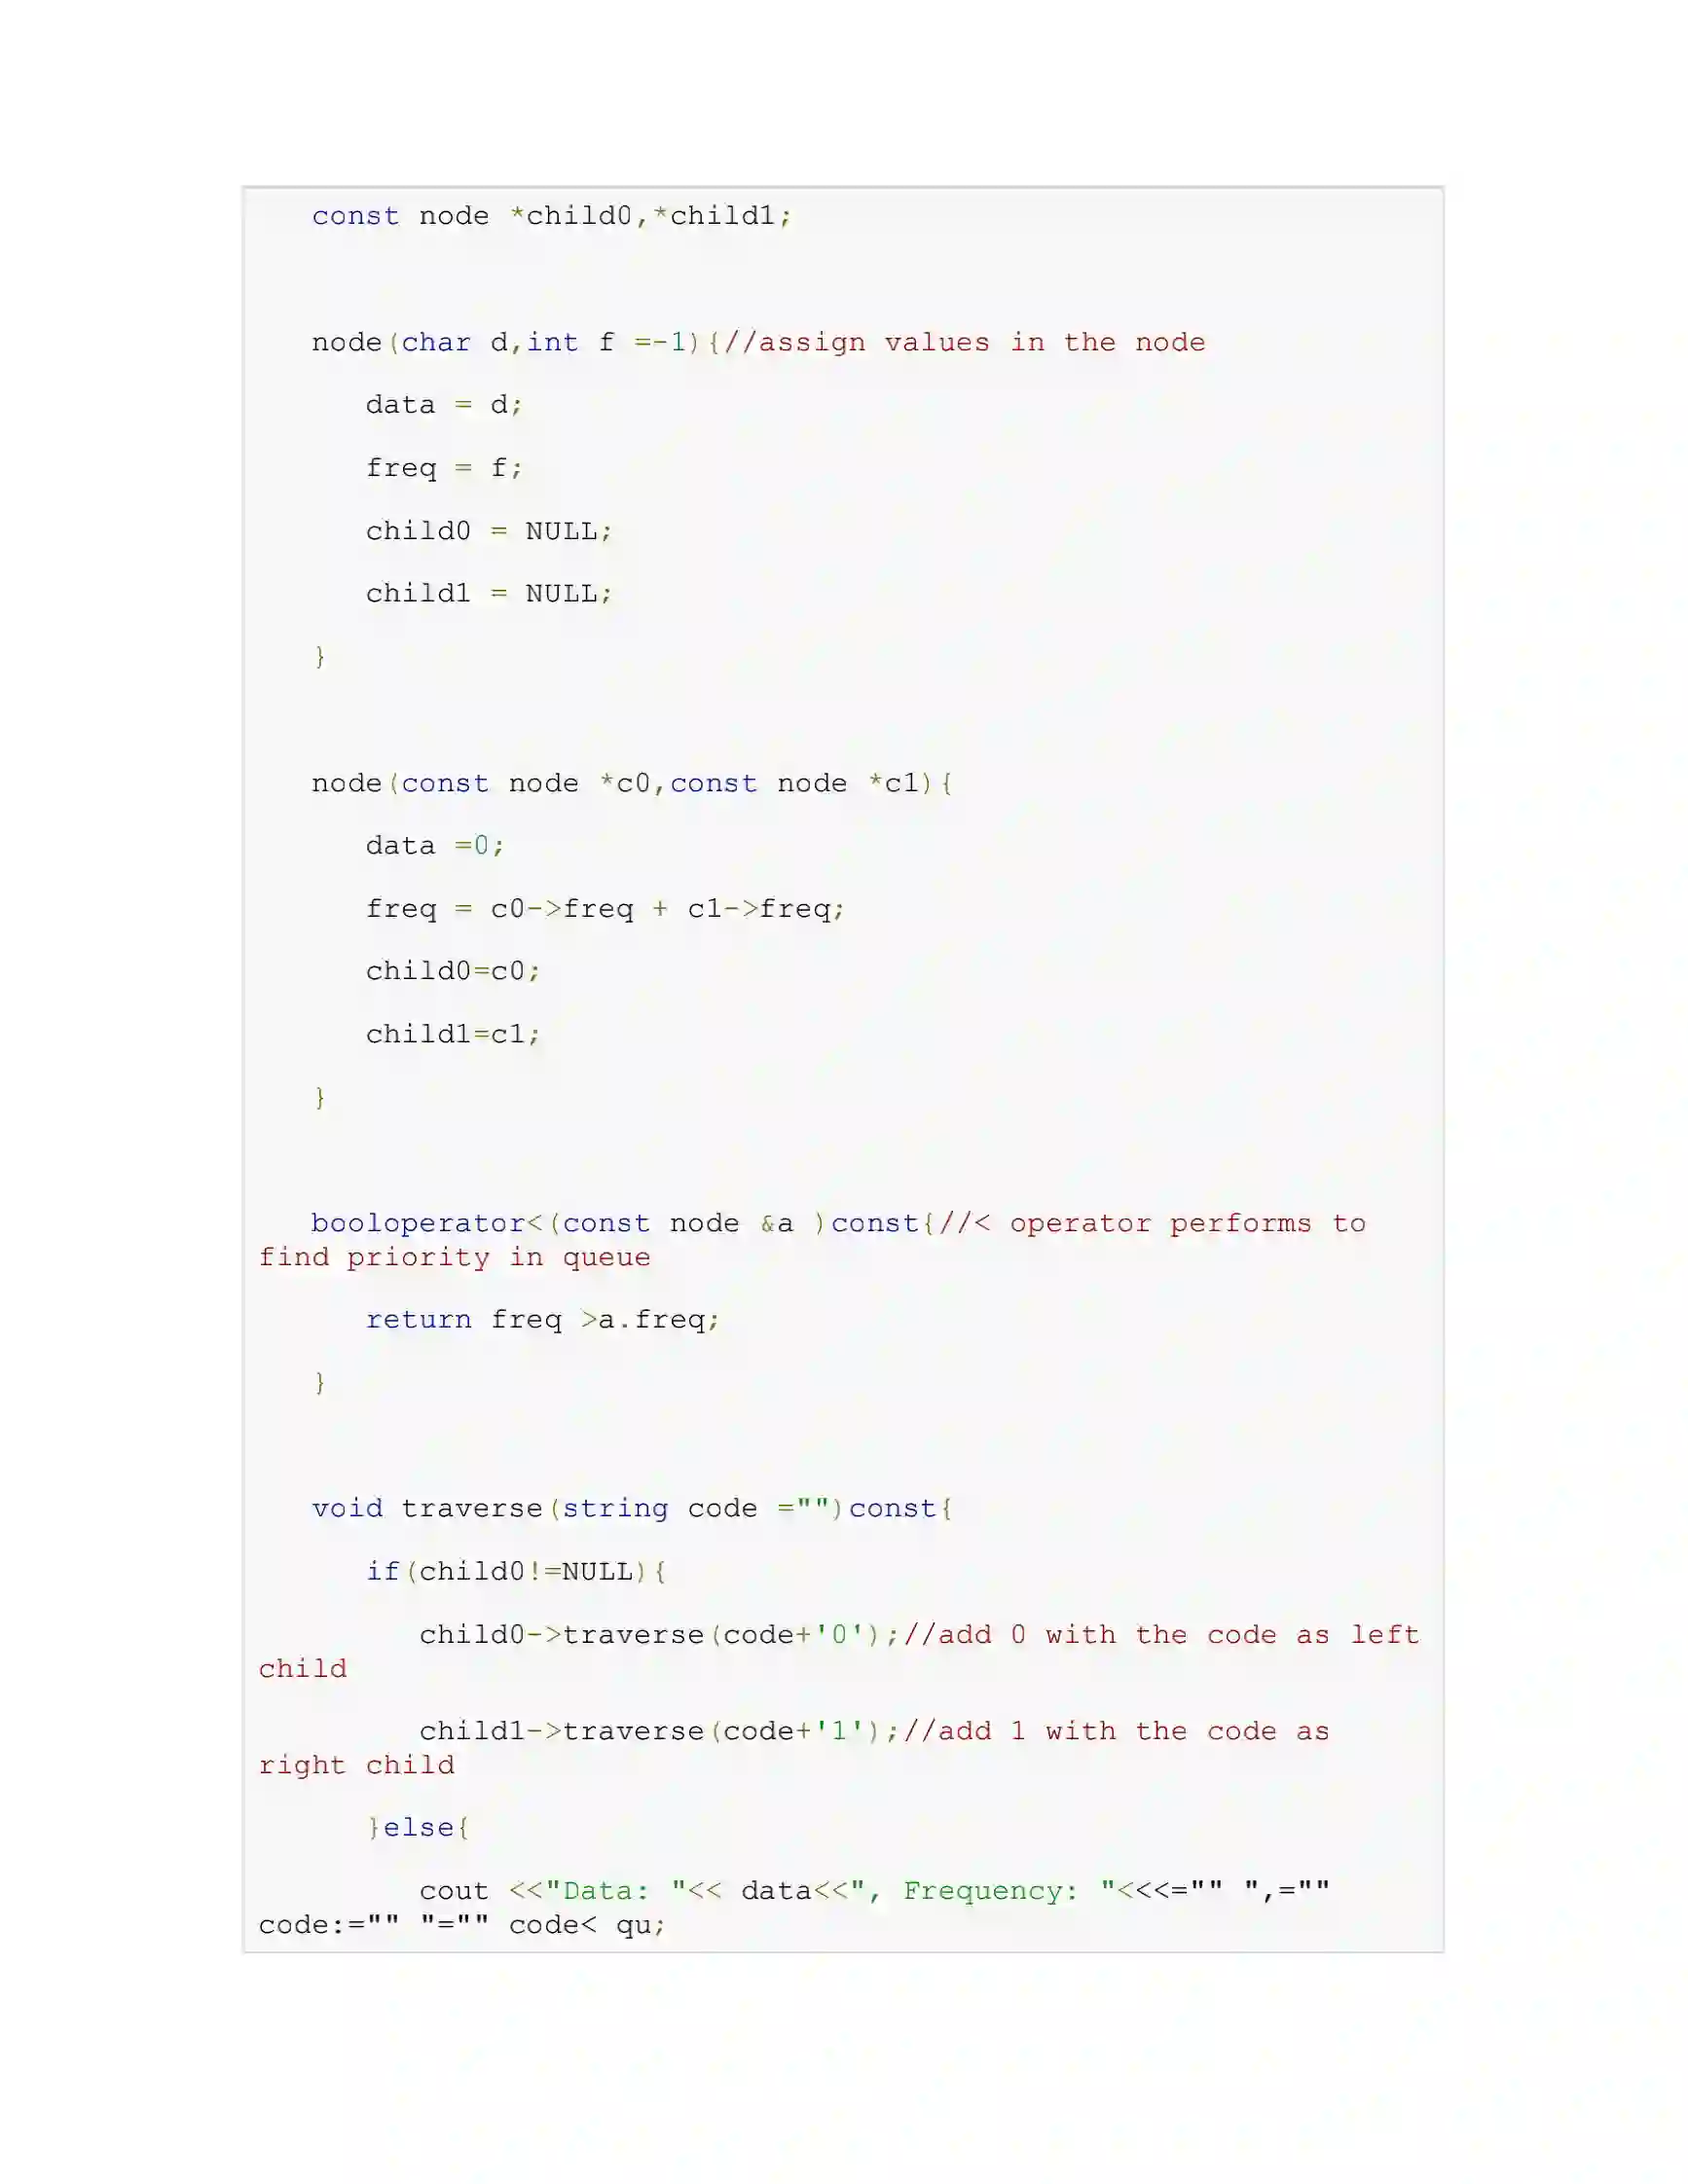 const node *child0,*child1;
node(char d,int f =-1){//assign values in the node
data = d;
freq = f;
child0 = NULL;
child1 = NULL;
}
node(const node *c0,const node *c1){
data =0;
freq = c0->freq + c1->freq;
child0=c0;
child1=c1;
}
booloperator<(const node &a )const{//< operator performs to
find priority in queue
return freq >a.freq;
}
void traverse(string code ="")const{
if(child0!=NULL){
child0->traverse(code+'0');//add 0 with the code as left
child
child1->traverse(code+'1');//add 1 with the code as
right child
}else{
cout <<"Data: "<< data<<", Frequency: "<<<="" ",=""
code:="" "="" code< qu;